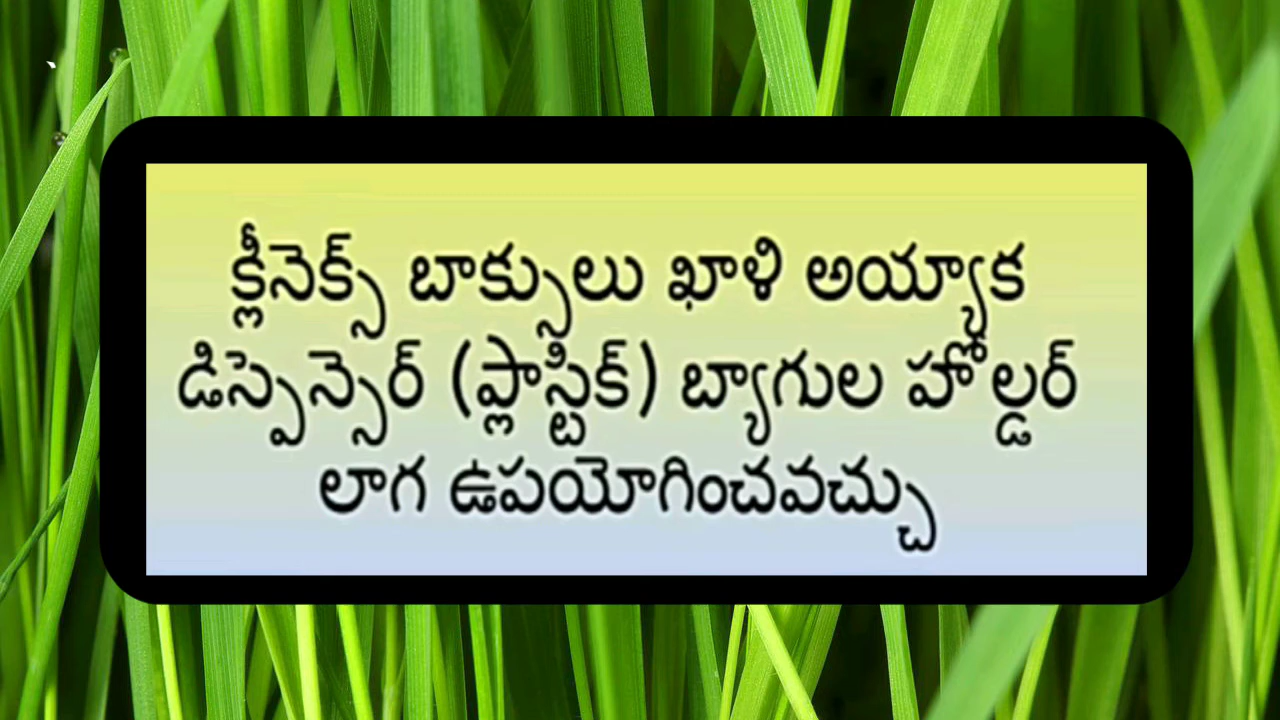 క్లీనెక్స్ బాక్సులు ఖాళి అయ్యాక
డిస్పెన్సెర్ (ప్లాస్టిక్) బ్యాగుల హోల్డర్
లాగ ఉపయోగించవచ్చు